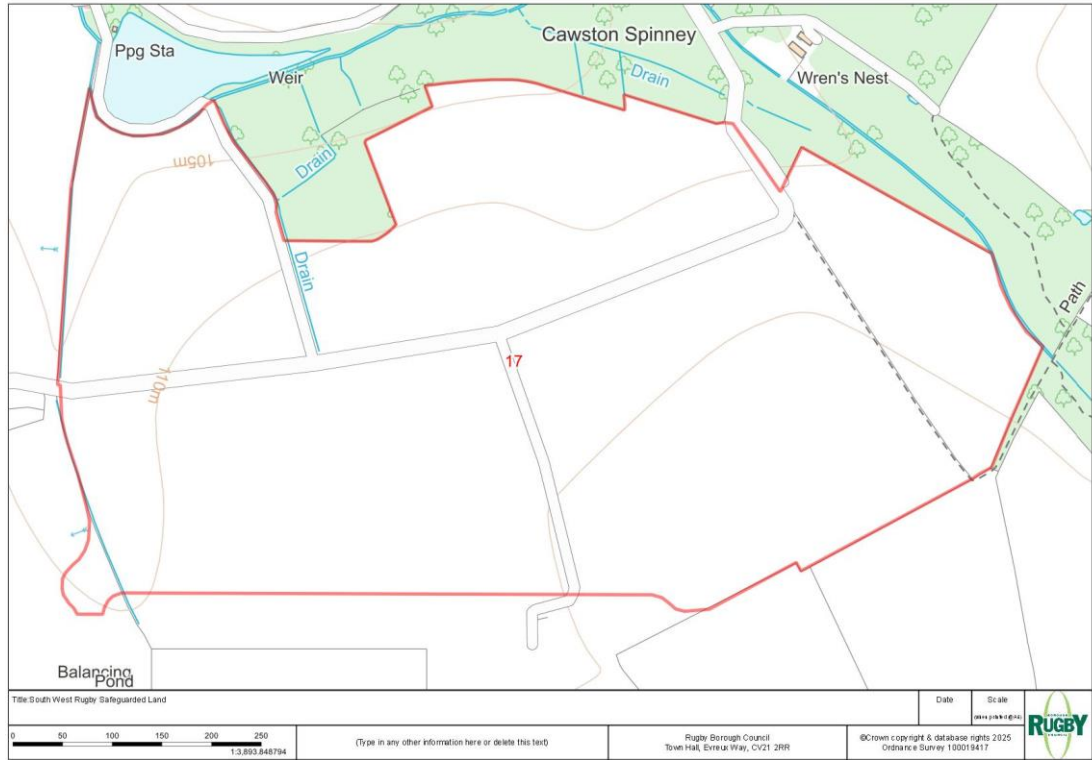 Ppg Sta
Weir
Cawston Spinney
Drain
Wren's Nest
105m
Drain
Drain
Path
110m
17
Balancing
Pond
Title:South West Rugby Safeguarded Land
Date
Scale
(When printed @A4)
0 50 100 150 200 250
1:3,893.848794
(Type in any other information here or delete this text)
Rugby Borough Council
Town Hall, Evreux Way, CV21 2RR
©Crown copyright & database rights 2025
Ordnance Survey 100019417
RUGBY